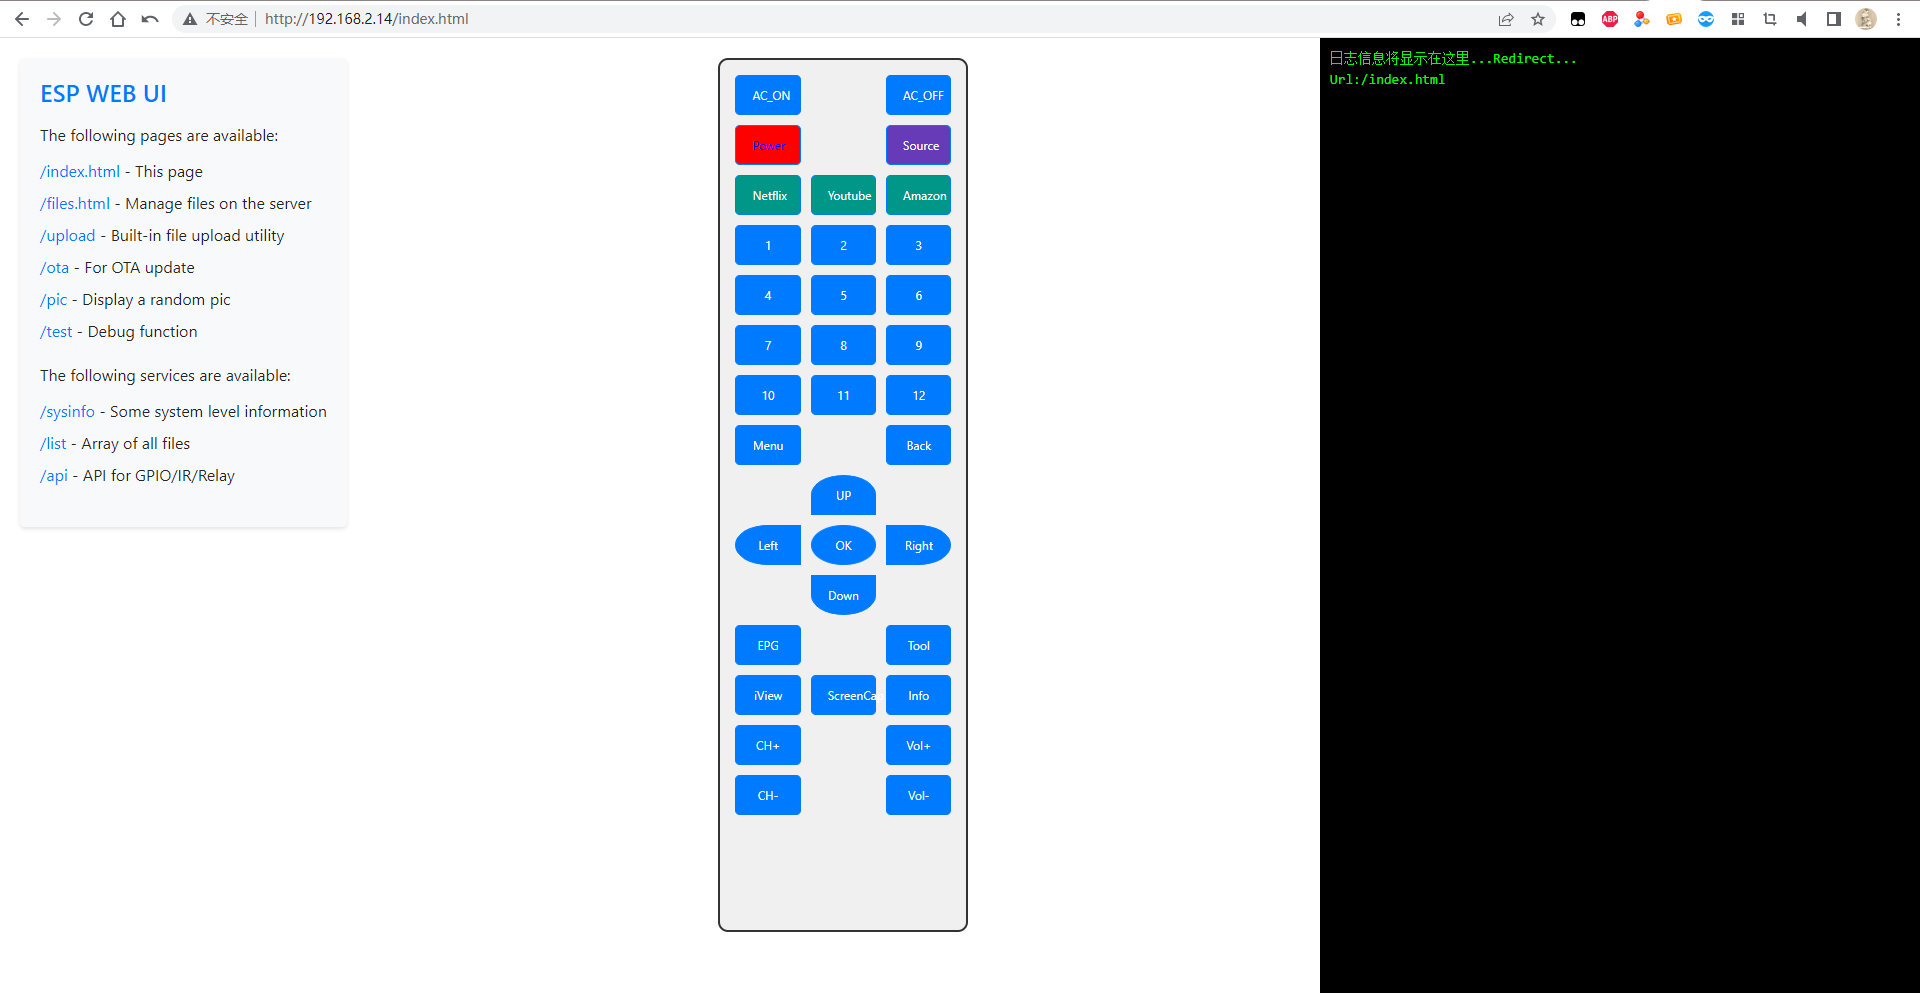 不安全 | http://192.168.2.14/index.html
ABP
ESP WEB UI
The following pages are available:
/index.html - This page
/files.html - Manage files on the server
/upload - Built-in file upload utility
/ota - For OTA update
/pic - Display a random pic
/test - Debug function
The following services are available:
/sysinfo - Some system level information
/list - Array of all files
/api - API for GPIO/IR/Relay
AC_ON AC_OFF
Power Source
Netflix Youtube Amazon
1 2 3
4 5 6
7 8 9
10 11 12
Menu Back
UP
Left OK Right
Down
EPG Tool
iView ScreenCa Info
CH+ Vol+
CH- Vol-
日志信息将显示在这里...Redirect...
Url:/index.html